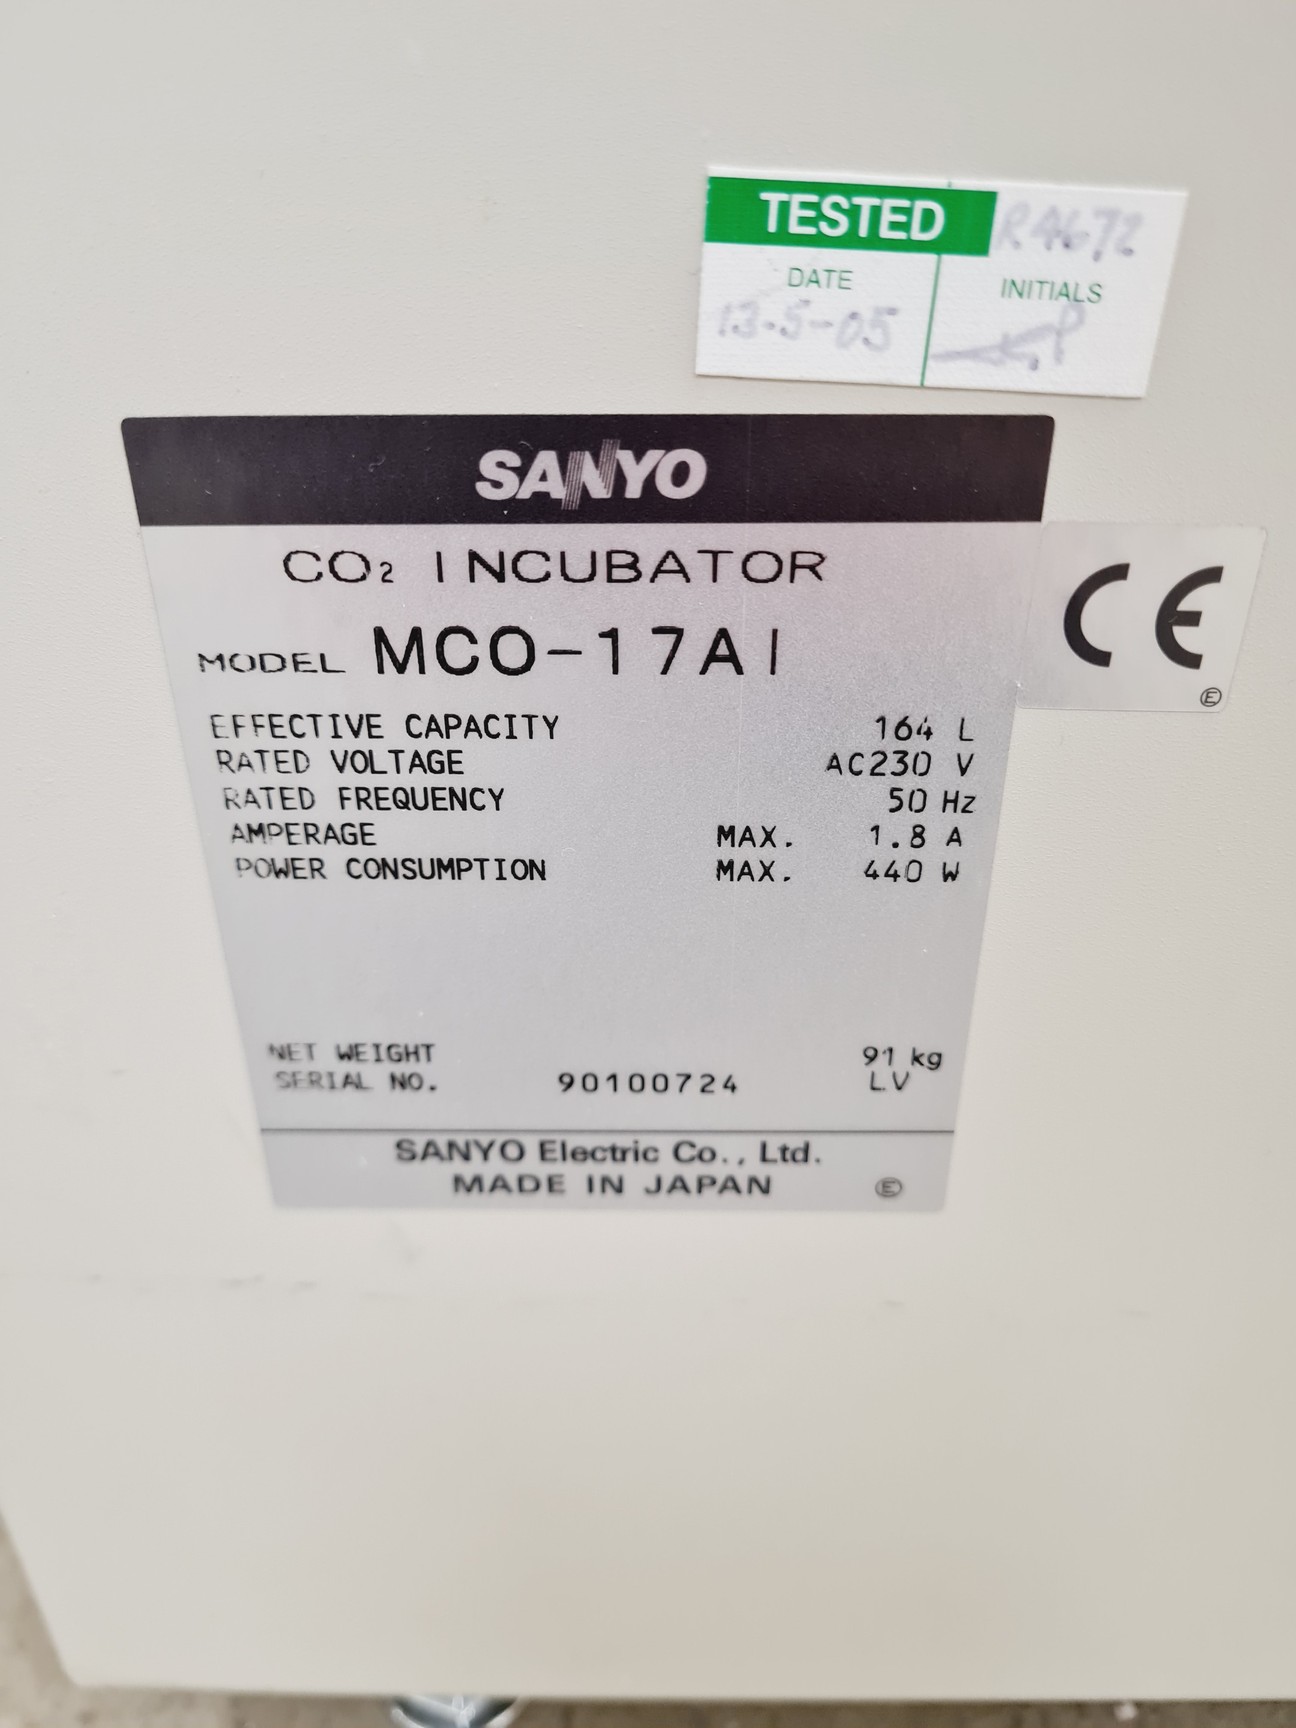 TESTED R4672
DATE INITIALS
13-5-05
SANYO
CO₂ INCUBATOR
MODEL MCO-17AI
CE
Ⓔ
EFFECTIVE CAPACITY 164 L
RATED VOLTAGE AC230 V
RATED FREQUENCY 50 Hz
AMPERAGE MAX. 1.8 A
POWER CONSUMPTION MAX. 440 W
NET WEIGHT 91 kg
SERIAL NO. 90100724 LV
SANYO Electric Co., Ltd.
MADE IN JAPAN Ⓔ